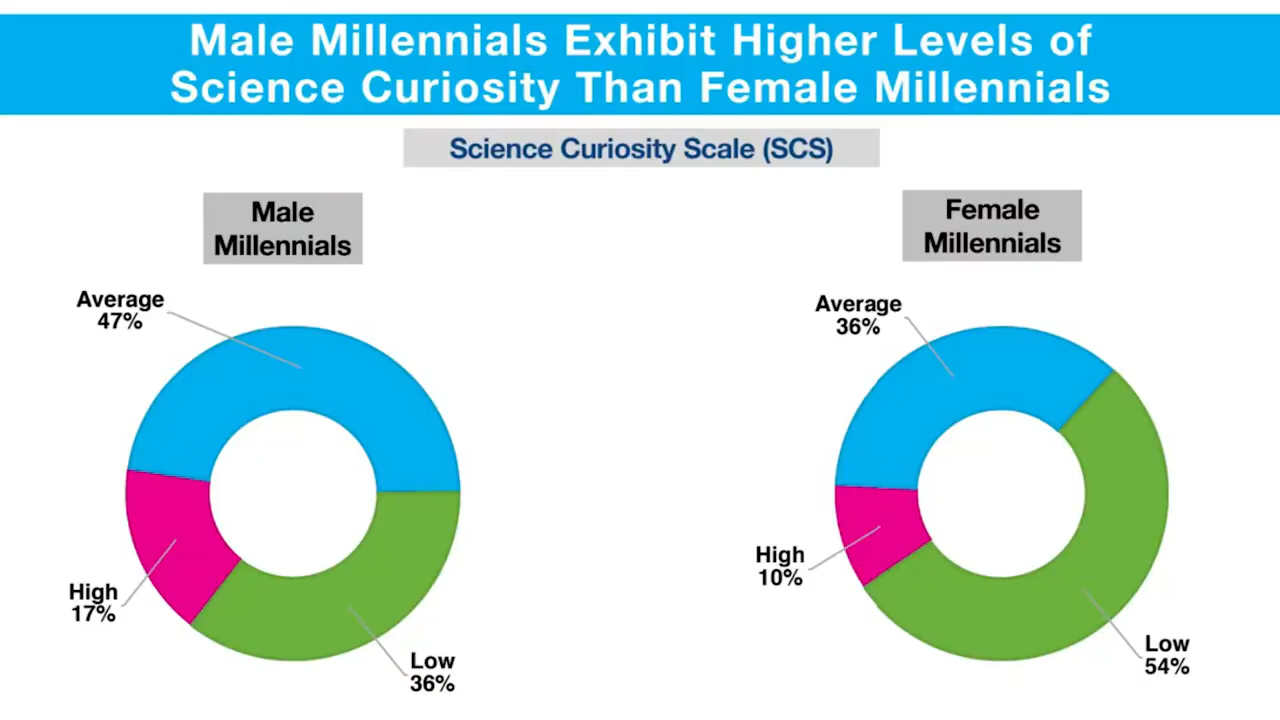 Male Millennials Exhibit Higher Levels of
Science Curiosity Than Female Millennials
Science Curiosity Scale (SCS)
Male
Millennials
Average
47%
High
17%
Low
36%
Female
Millennials
Average
36%
High
10%
Low
54%